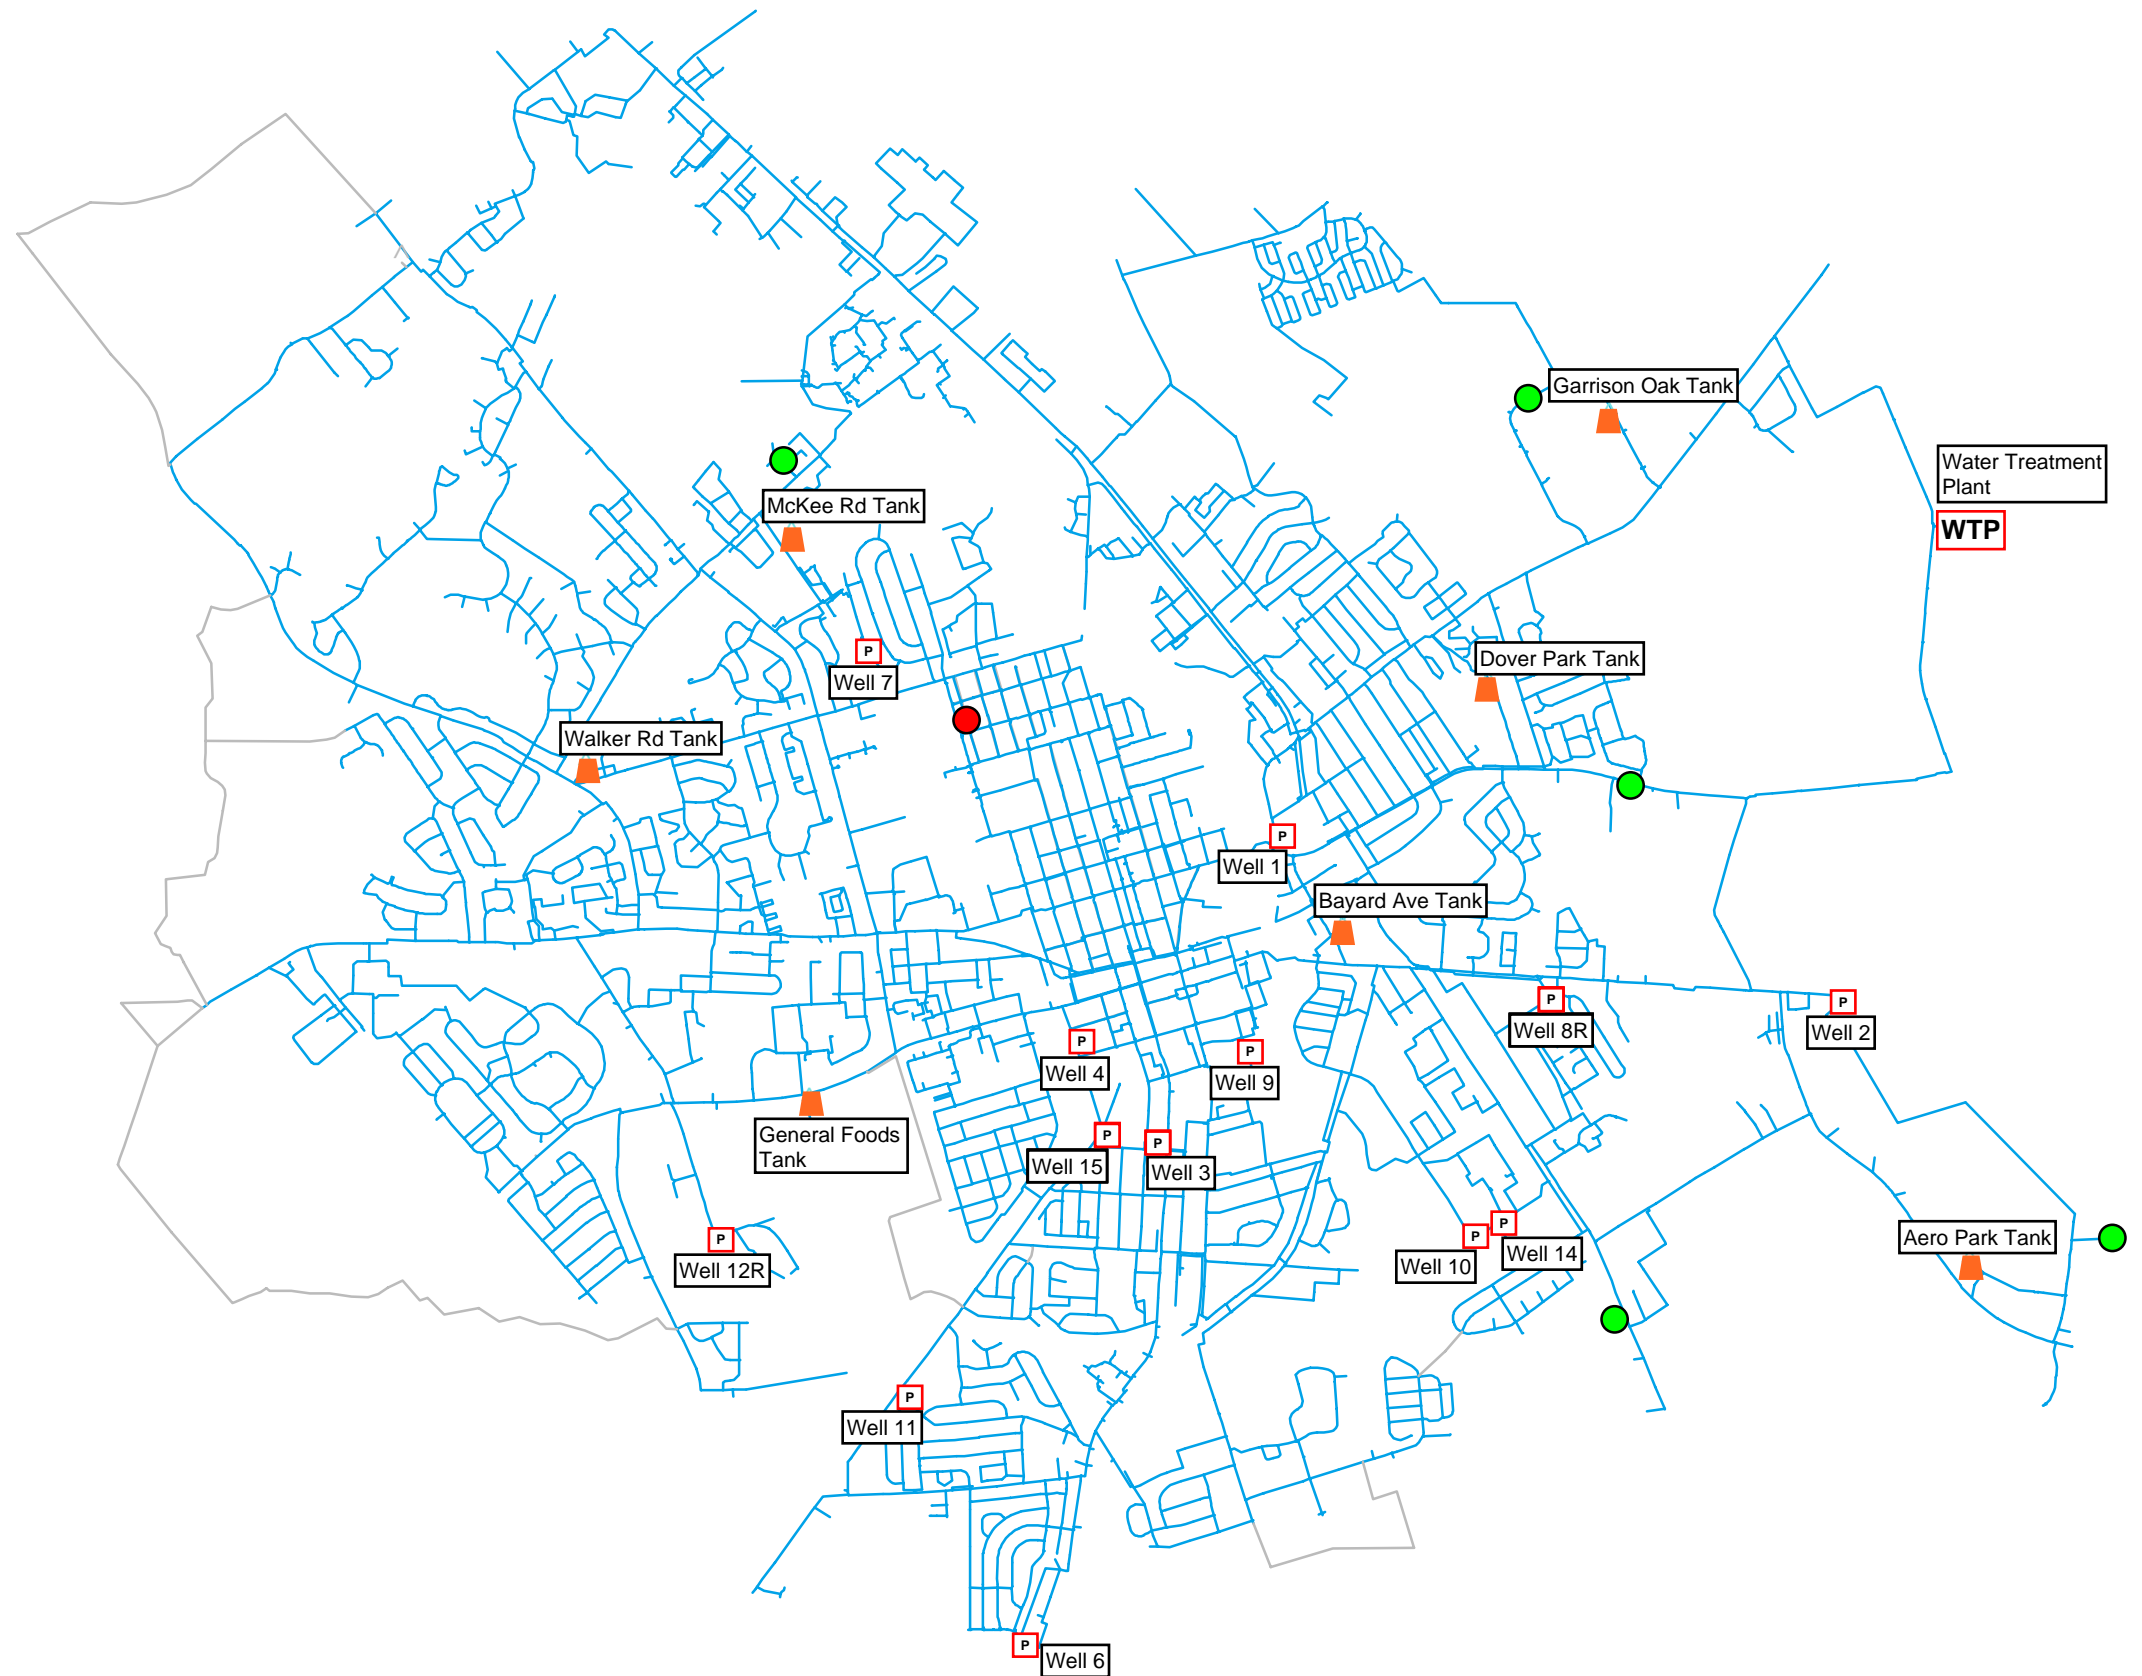 Garrison Oak Tank
Water Treatment
Plant
WTP
McKee Rd Tank
P
Well 7
Dover Park Tank
Walker Rd Tank
P
Well 1
Bayard Ave Tank
P
Well 8R
P
Well 2
P
Well 4
P
Well 9
General Foods
Tank
P
Well 15
P
Well 3
P
Well 12R
P
Well 10
P
Well 14
Aero Park Tank
P
Well 11
P
Well 6